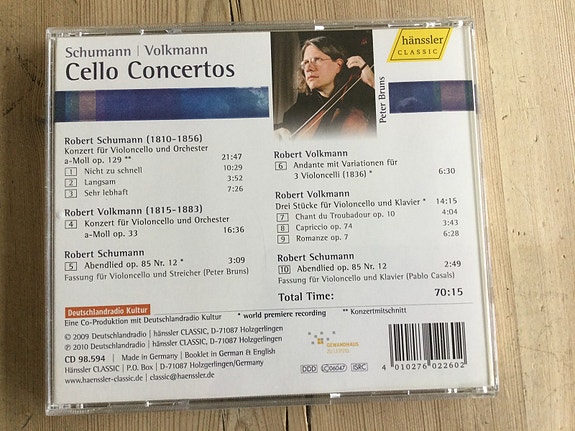 Schumann | Volkmann
Cello Concertos
hänssler
CLASSIC
Peter Bruns
Robert Schumann (1810-1856)
Konzert für Violoncello und Orchester
a-Moll op. 129 ** 21:47
1 Nicht zu schnell 10:29
2 Langsam 3:52
3 Sehr lebhaft 7:26
Robert Volkmann (1815-1883)
4 Konzert für Violoncello und Orchester
a-Moll op. 33 16:36
Robert Schumann
5 Abendlied op. 85 Nr. 12 * 3:09
Fassung für Violoncello und Streicher (Peter Bruns)
Robert Volkmann
6 Andante mit Variationen für
3 Violoncelli (1836) * 6:30
Robert Volkmann
Drei Stücke für Violoncello und Klavier * 14:15
7 Chant du Troubadour op. 10 4:04
8 Capriccio op. 74 3:43
9 Romanze op. 7 6:28
Robert Schumann
10 Abendlied op. 85 Nr. 12 2:49
Fassung für Violoncello und Klavier (Pablo Casals)
Total Time: 70:15
Deutschlandradio Kultur
Eine Co-Produktion mit Deutschlandradio Kultur
* world premiere recording
** Konzertmitschnitt
© 2009 Deutschlandradio | hänssler CLASSIC, D-71087 Holzgerlingen
℗ 2010 Deutschlandradio | hänssler CLASSIC, D-71087 Holzgerlingen
CD 98.594 | Made in Germany | Booklet in German & English
Hänssler CLASSIC | P.O. Box | D-71087 Holzgerlingen/Germany
www.haenssler-classic.de | classic@haenssler.de
GEWANDHAUS
ZU LEIPZIG
DDD LC 06047 ISRC
4 010276 022602